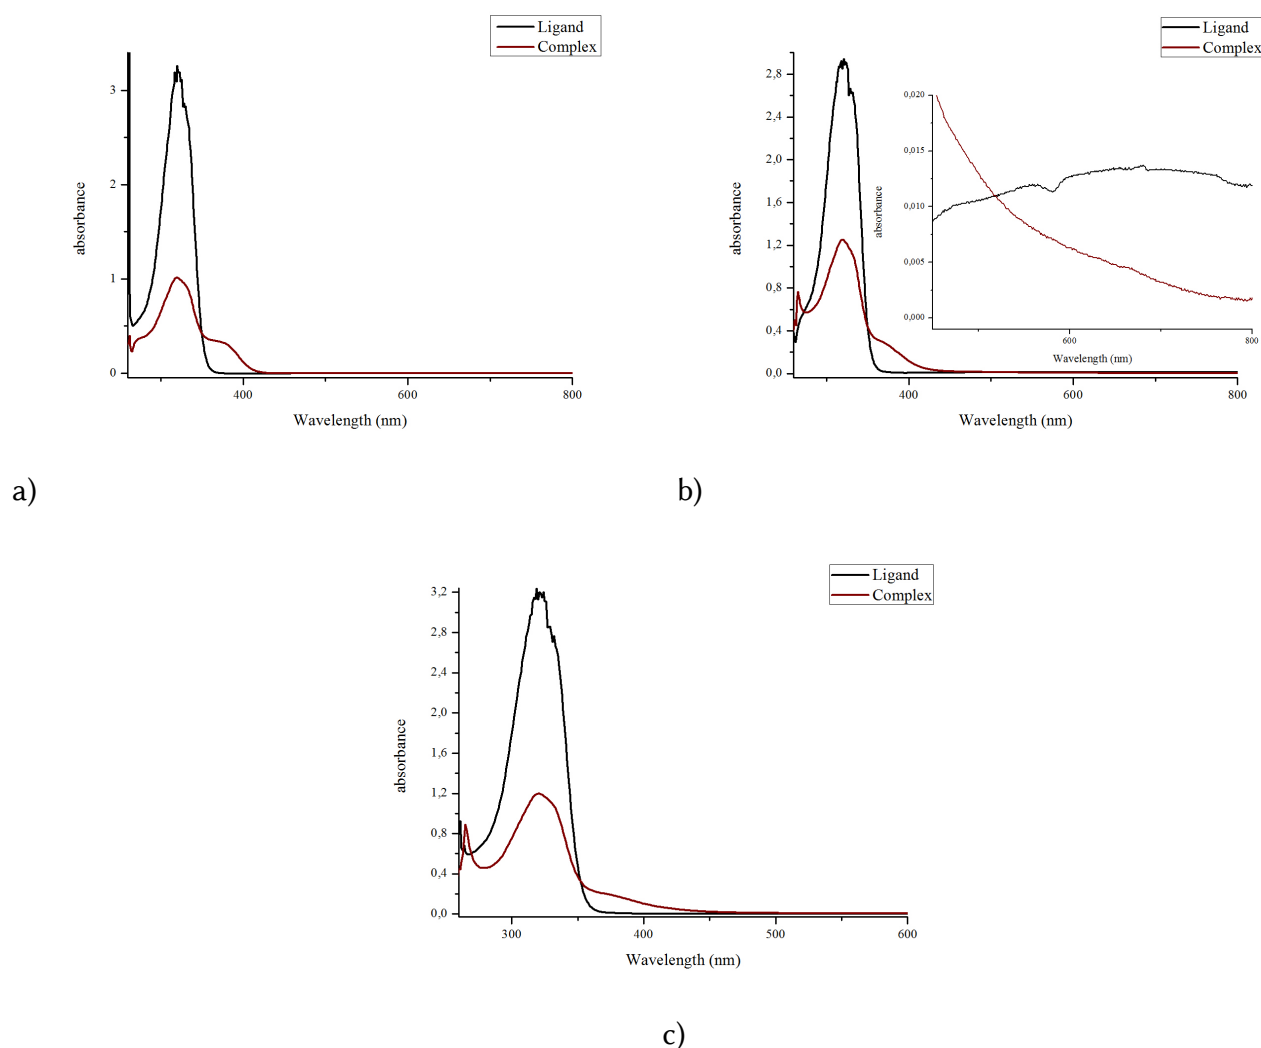 Ligand
Complex
3
2
1
0
absorbance
400
600
800
Wavelength (nm)
a)
Ligand
Complex
2,8
2,4
2,0
1,6
1,2
0,8
0,4
0,0
absorbance
400
600
800
Wavelength (nm)
0,020
0,015
0,010
0,005
0,000
absorbance
600
800
Wavelength (nm)
b)
Ligand
Complex
3,2
2,8
2,4
2,0
1,6
1,2
0,8
0,4
0,0
absorbance
300
400
500
600
Wavelength (nm)
c)